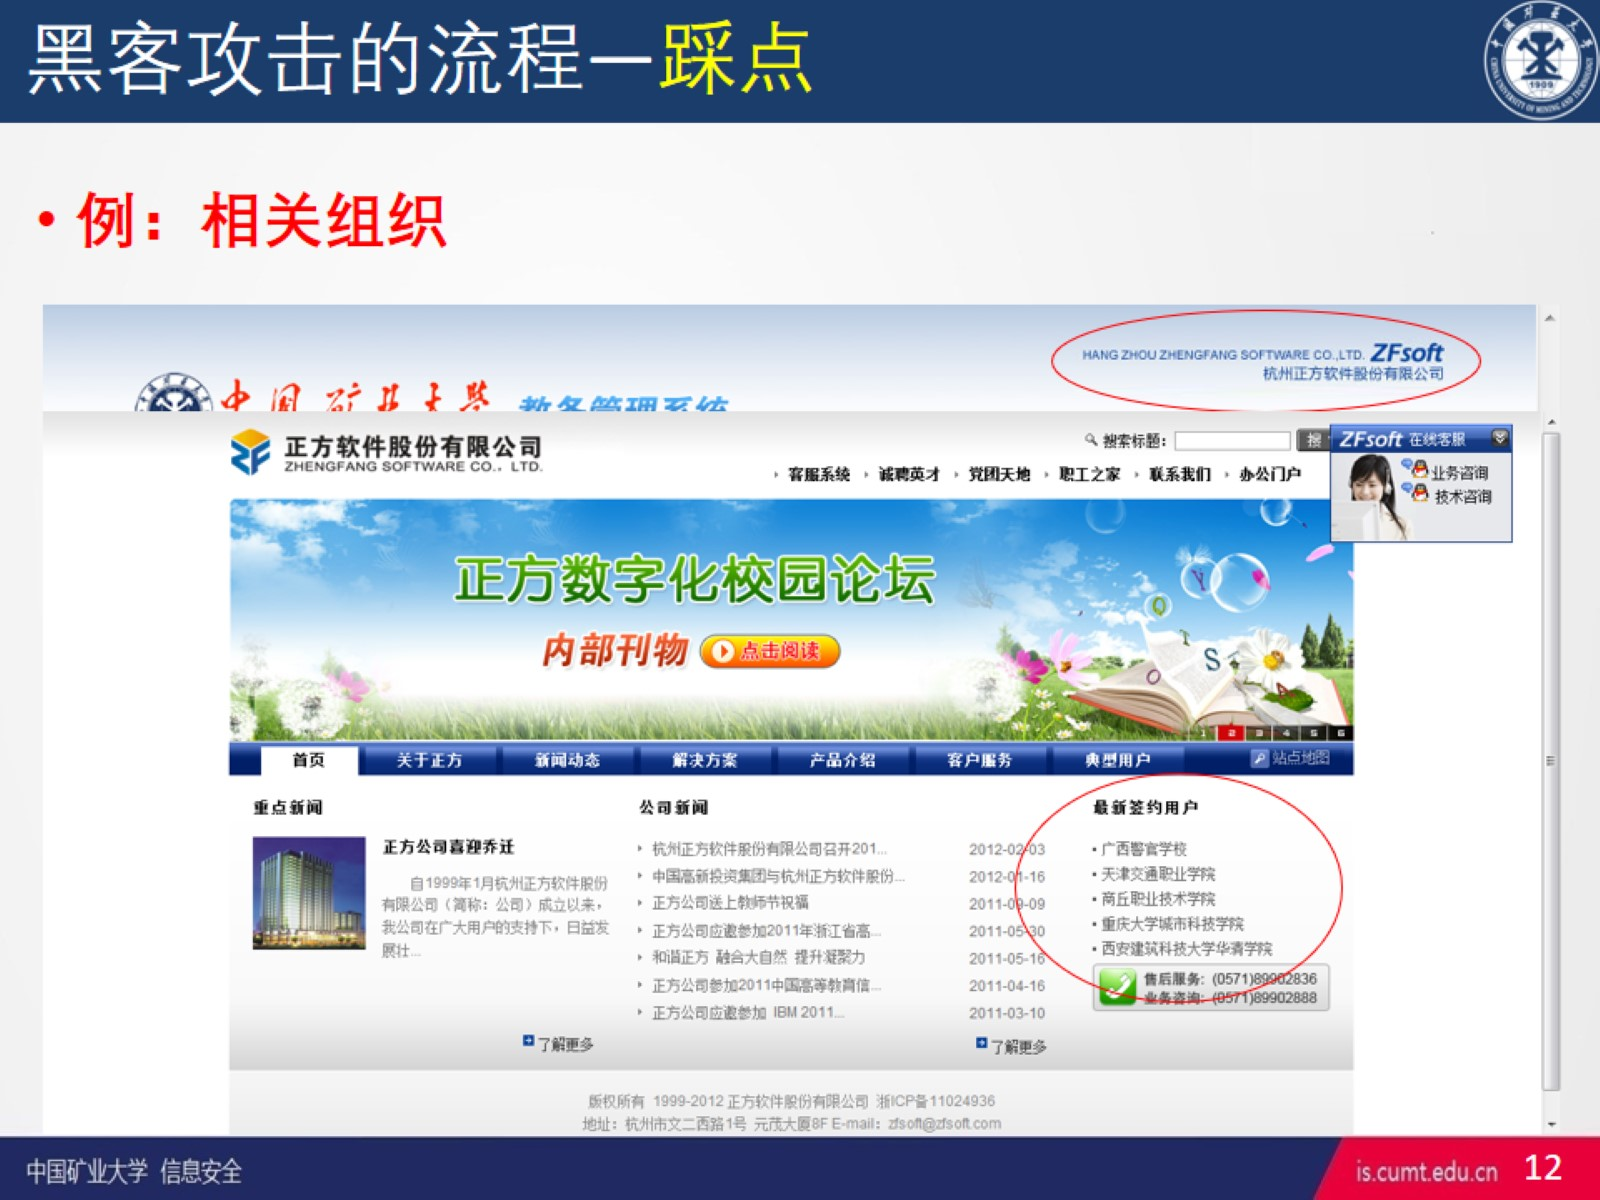 黑客攻击的流程—踩点
• 例：相关组织
HANG ZHOU ZHENGFANG SOFTWARE CO.,LTD. ZFsoft
杭州正方软件股份有限公司
中国矿业大学 教务管理系统
正方软件股份有限公司
ZHENGFANG SOFTWARE CO., LTD.
搜索标题： 搜
ZFsoft 在线客服
业务咨询
技术咨询
客服系统 诚聘英才 党团天地 职工之家 联系我们 办公门户
正方数字化校园论坛
内部刊物 点击阅读
1 2 3 4 5 6
首页 关于正方 新闻动态 解决方案 产品介绍 客户服务 典型用户 站点地图
重点新闻
正方公司喜迎乔迁
自1999年1月杭州正方软件股份
有限公司（简称：公司）成立以来，
我公司在广大用户的支持下，日益发
展壮...
了解更多
公司新闻
杭州正方软件股份有限公司召开201... 2012-02-03
中国高新投资集团与杭州正方软件股份... 2012-01-16
正方公司送上教师节祝福 2011-09-09
正方公司应邀参加2011年浙江省高... 2011-05-30
和谐正方 融合大自然 提升凝聚力 2011-05-16
正方公司参加2011中国高等教育信... 2011-04-16
正方公司应邀参加 IBM 2011... 2011-03-10
了解更多
最新签约用户
• 广西警官学校
• 天津交通职业学院
• 商丘职业技术学院
• 重庆大学城市科技学院
• 西安建筑科技大学华清学院
售后服务：(0571)89902836
业务咨询：(0571)89902888
版权所有 1999-2012 正方软件股份有限公司 浙ICP备11024936
地址：杭州市文二西路1号 元茂大厦8F E-mail：zfsoft@zfsoft.com
中国矿业大学 信息安全
is.cumt.edu.cn 12